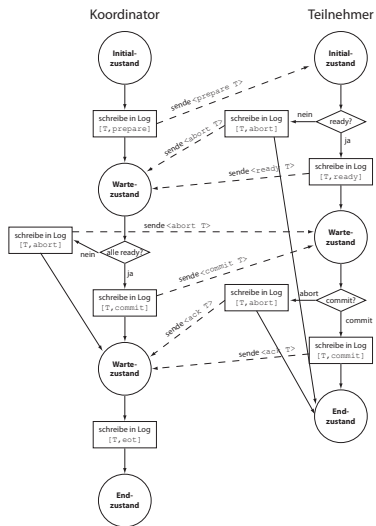 Koordinator
Teilnehmer
Initial-
zustand
Initial-
zustand
sende <prepare T>
schreibe in Log
[T,prepare]
schreibe in Log
[T,abort]
nein
ready?
ja
sende <abort T>
schreibe in Log
[T,ready]
sende <ready T>
Warte-
zustand
sende <abort T>
schreibe in Log
[T,abort]
nein
alle ready?
ja
Warte-
zustand
sende <commit T>
schreibe in Log
[T,commit]
schreibe in Log
[T,abort]
abort
commit?
commit
sende <ack T>
schreibe in Log
[T,commit]
sende <ack T>
Warte-
zustand
End-
zustand
schreibe in Log
[T,eot]
End-
zustand